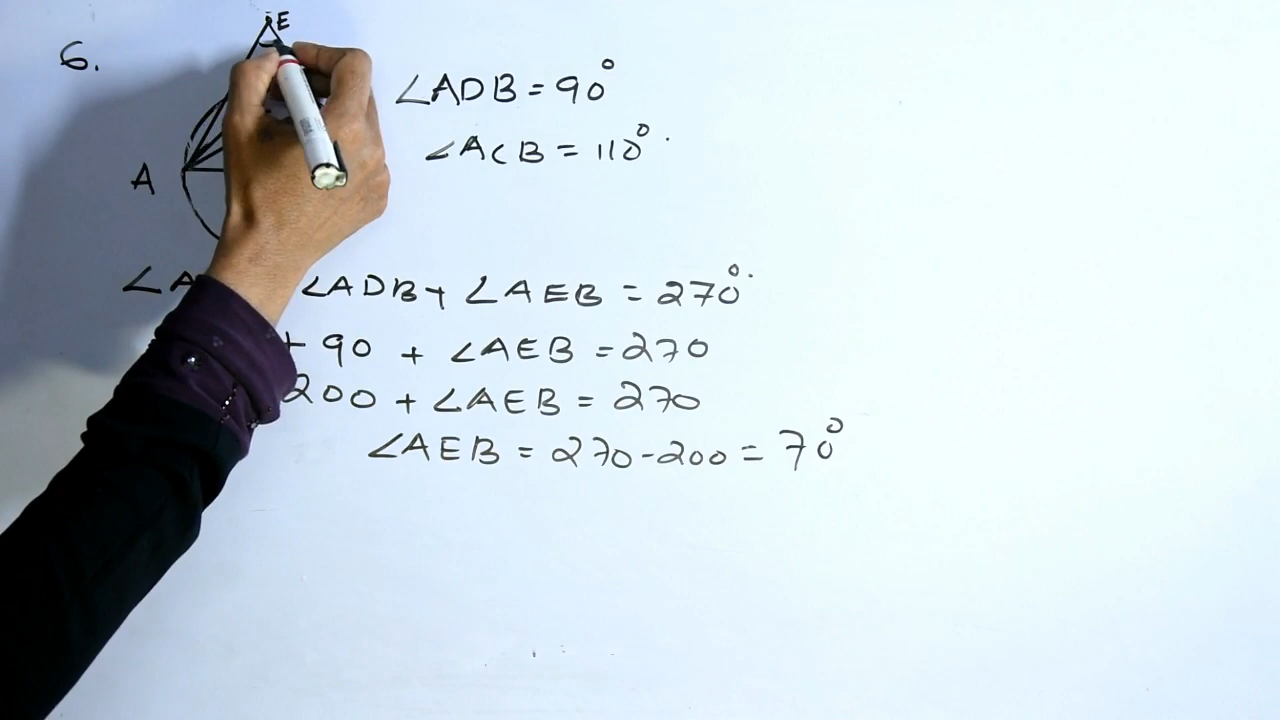 6.
E
∠ADB = 90°
∠ACB = 110°.
A
∠A ∠ADB + ∠AEB = 270°.
+ 90 + ∠AEB = 270
200 + ∠AEB = 270
∠AEB = 270 - 200 = 70°